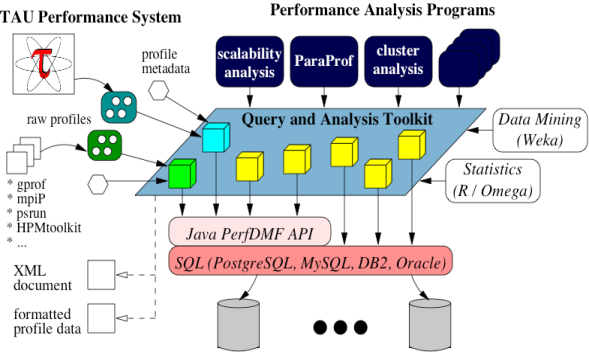 TAU Performance System
Performance Analysis Programs
profile
metadata
scalability
analysis
ParaProf
cluster
analysis
τ
raw profiles
Query and Analysis Toolkit
Data Mining
(Weka)
Statistics
(R / Omega)
* gprof
* mpiP
* psrun
* HPMtoolkit
* ...
Java PerfDMF API
SQL (PostgreSQL, MySQL, DB2, Oracle)
XML
document
formatted
profile data